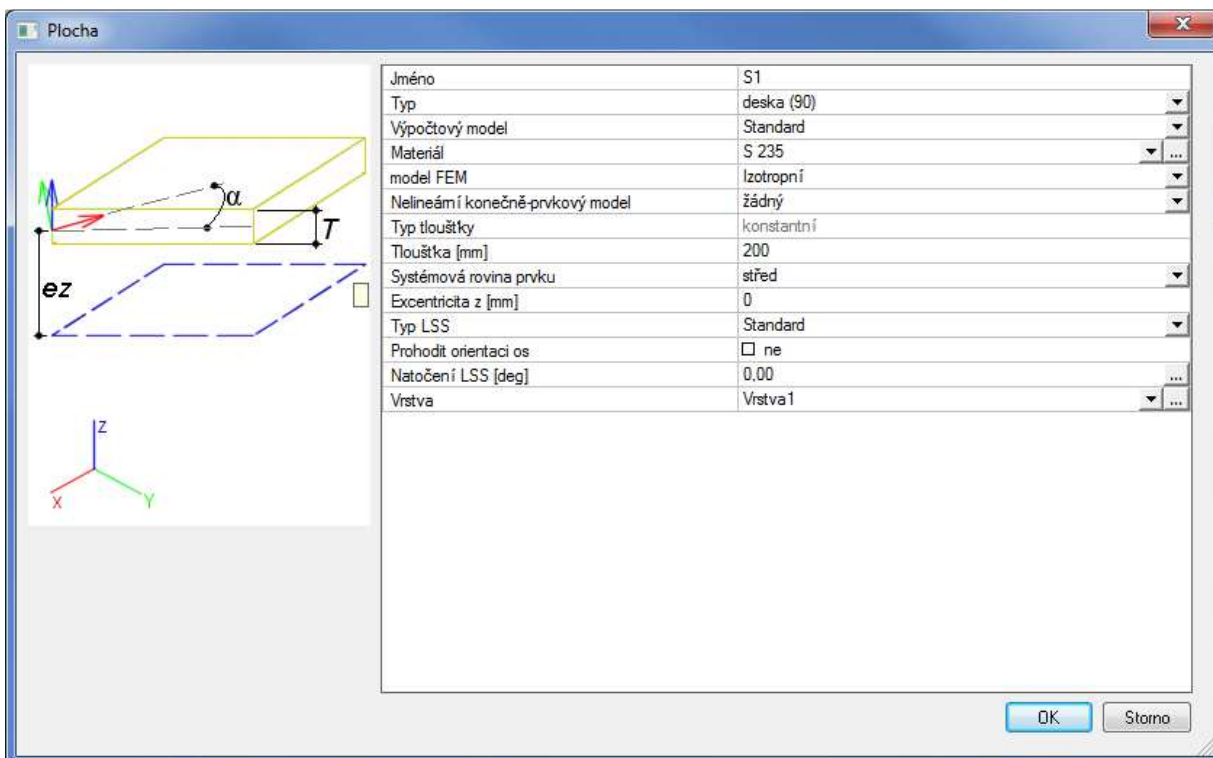 Plocha
Jméno S1
Typ deska (90)
Výpočtový model Standard
Materiál S 235 ...
model FEM Izotropní
Nelineární konečně-prvkový model žádný
Typ tloušťky konstantní
Tloušťka [mm] 200
Systémová rovina prvku střed
Excentricita z [mm] 0
Typ LSS Standard
Prohodit orientaci os ne
Natočení LSS [deg] 0,00 ...
Vrstva Vrstva1 ...
α
T
ez
Z
X
Y
OK Storno